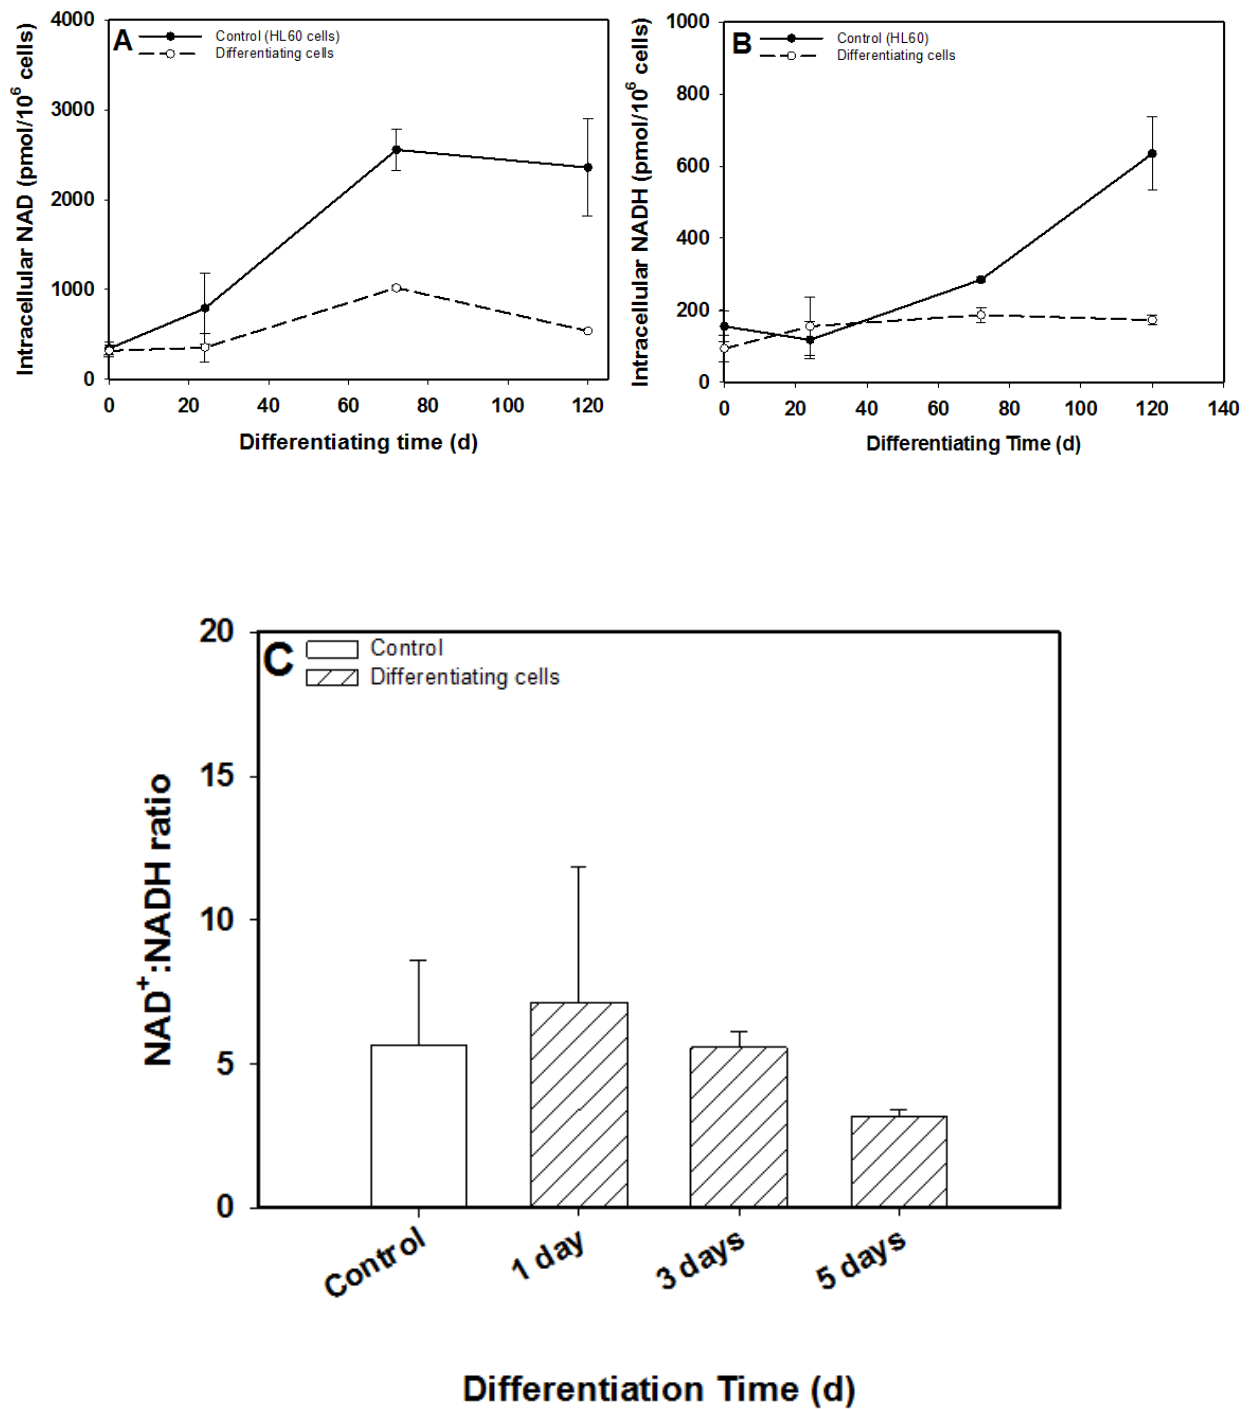 A
Control (HL60 cells)
Differentiating cells
Intracellular NAD (pmol/10⁶ cells)
4000
3000
2000
1000
0
0 20 40 60 80 100 120
Differentiating time (d)
B
Control (HL60)
Differentiating cells
Intracellular NADH (pmol/10⁶ cells)
1000
800
600
400
200
0
0 20 40 60 80 100 120 140
Differentiating Time (d)
C
Control
Differentiating cells
NAD⁺:NADH ratio
20
15
10
5
0
Control
1 day
3 days
5 days
Differentiation Time (d)